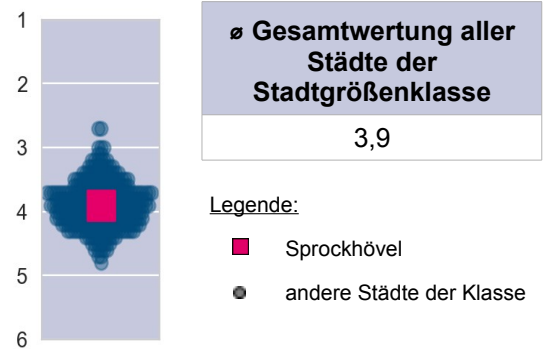 1
2
3
4
5
6
ø Gesamtwertung aller
Städte der
Stadtgrößenklasse
3,9
Legende:
Sprockhövel
andere Städte der Klasse